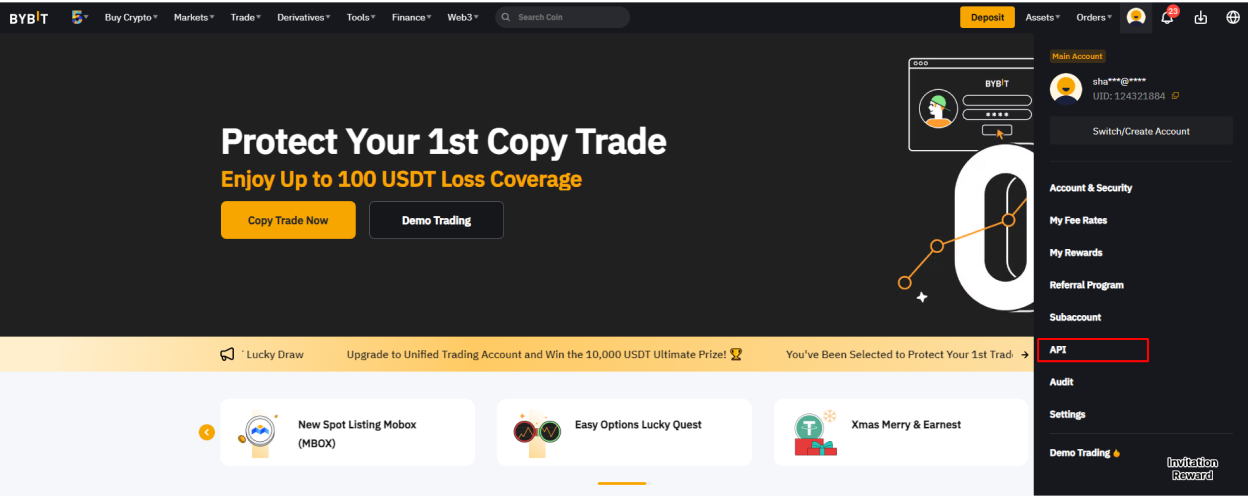 BYBIT Buy Crypto Markets Trade Derivatives Tools Finance Web3 Search Coin Deposit Assets Orders 23
Main Account
sha***@****
UID: 124321884
Switch/Create Account
BYBIT
****
Protect Your 1st Copy Trade
Enjoy Up to 100 USDT Loss Coverage
Copy Trade Now Demo Trading
0
Account & Security
My Fee Rates
My Rewards
Referral Program
Subaccount
API
Audit
Settings
Demo Trading
Invitation
Reward
Lucky Draw Upgrade to Unified Trading Account and Win the 10,000 USDT Ultimate Prize! You've Been Selected to Protect Your 1st Trad
New Spot Listing Mobox
(MBOX)
Easy Options Lucky Quest
Xmas Merry & Earnest